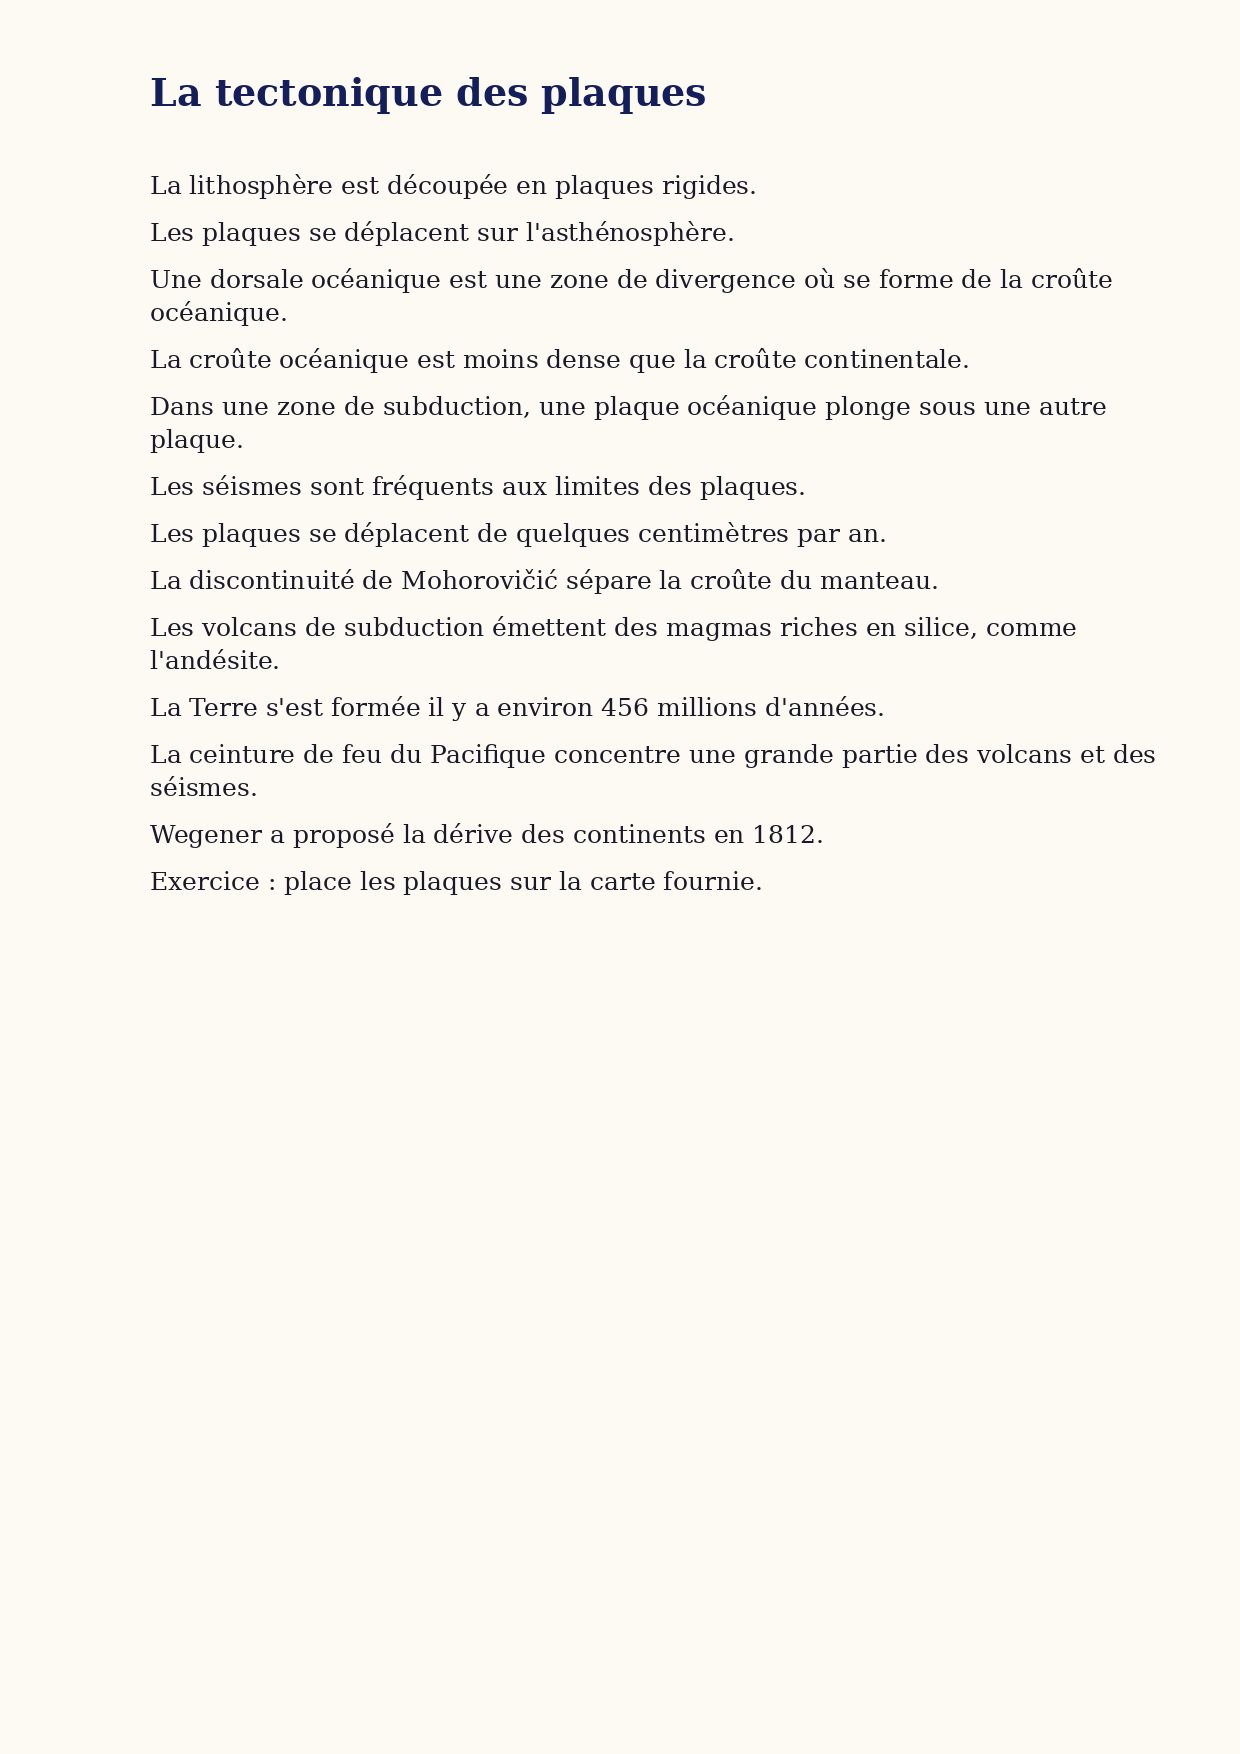 La tectonique des plaques
La lithosphère est découpée en plaques rigides.
Les plaques se déplacent sur l'asthénosphère.
Une dorsale océanique est une zone de divergence où se forme de la croûte
océanique.
La croûte océanique est moins dense que la croûte continentale.
Dans une zone de subduction, une plaque océanique plonge sous une autre
plaque.
Les séismes sont fréquents aux limites des plaques.
Les plaques se déplacent de quelques centimètres par an.
La discontinuité de Mohorovičić sépare la croûte du manteau.
Les volcans de subduction émettent des magmas riches en silice, comme
l'andésite.
La Terre s'est formée il y a environ 456 millions d'années.
La ceinture de feu du Pacifique concentre une grande partie des volcans et des
séismes.
Wegener a proposé la dérive des continents en 1812.
Exercice : place les plaques sur la carte fournie.